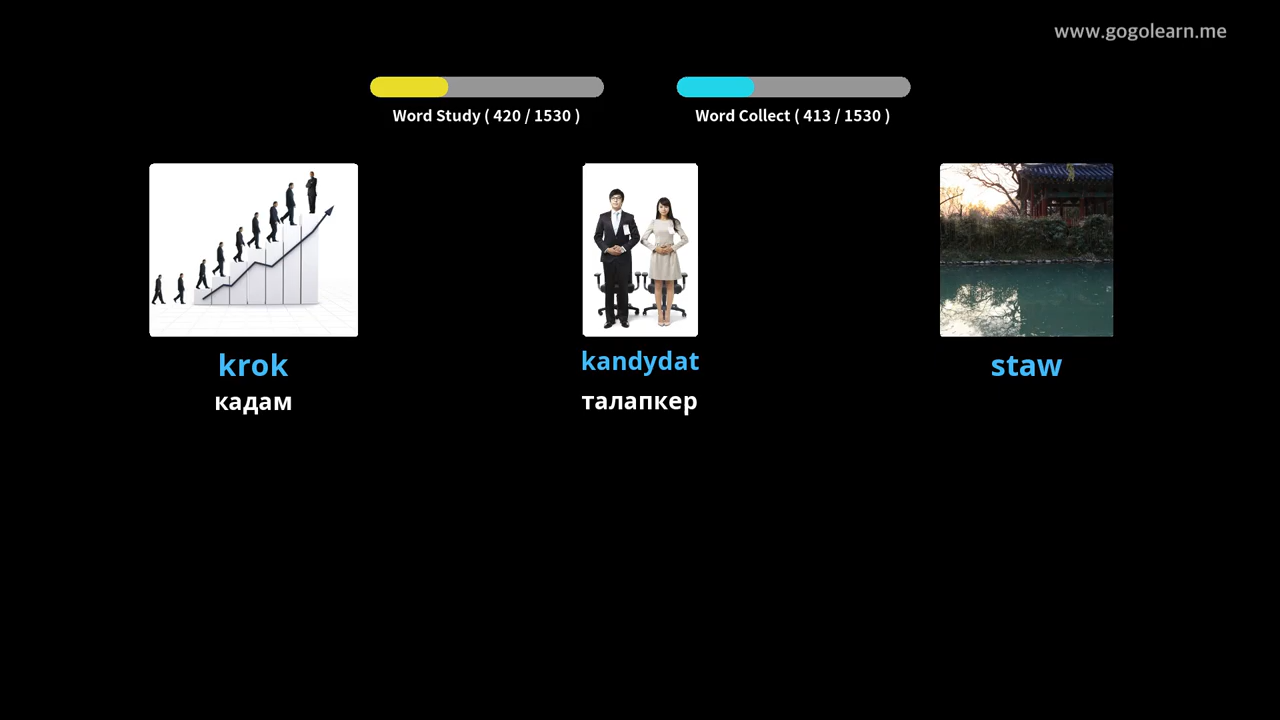 www.gogolearn.me
Word Study ( 420 / 1530 )
Word Collect ( 413 / 1530 )
krok
кадам
kandydat
талапкер
staw